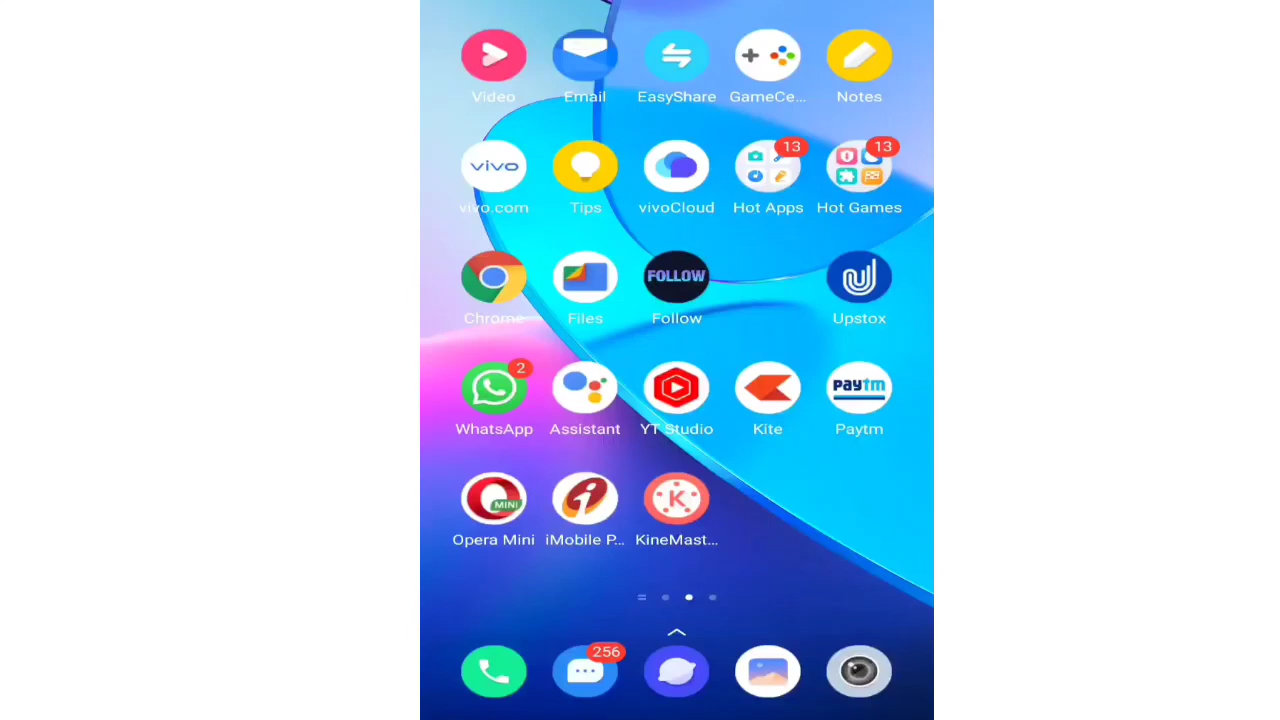 Video Email EasyShare GameCe... Notes
13 13
vivo
vivo.com Tips vivoCloud Hot Apps Hot Games
FOLLOW
Chrome Files Follow Upstox
2
paytm
WhatsApp Assistant YT Studio Kite Paytm
MINI i K
Opera Mini iMobile P... KineMast...
256